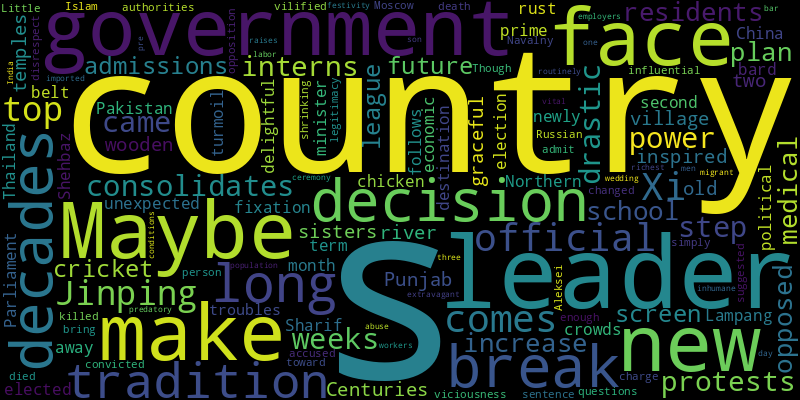 Little Islam authorities vilified festivity Moscow death employers bar
government face residents
temples disrespect raises opposition rust Navalny China
admissions interns future prime Though plan
India belt pre labor son one influential two bard
top country
Pakistan came turmoil delightful shrinking minister legitimacy league economic graceful election newly second village
wooden follows destination Russian admit drastic inspired power routinely
Thailand Shehbaz imported vital medical
decades consolidates chicken Northern wedding men richest migrant
unexpected fixation ceremony decision changed Xi old political
Maybe sisters river school step
conditions term official
cricket person month s leader suggested simply
Parliament Jinping population long Punjab three inhumane opposed
make troubles Sharif extravagant comes Aleksei screen Lampang
killed bring predatory weeks increase crowds
away convicted accused abuse toward workers break enough new day
elected died tradition Centuries viciousness sentence charge questions protests